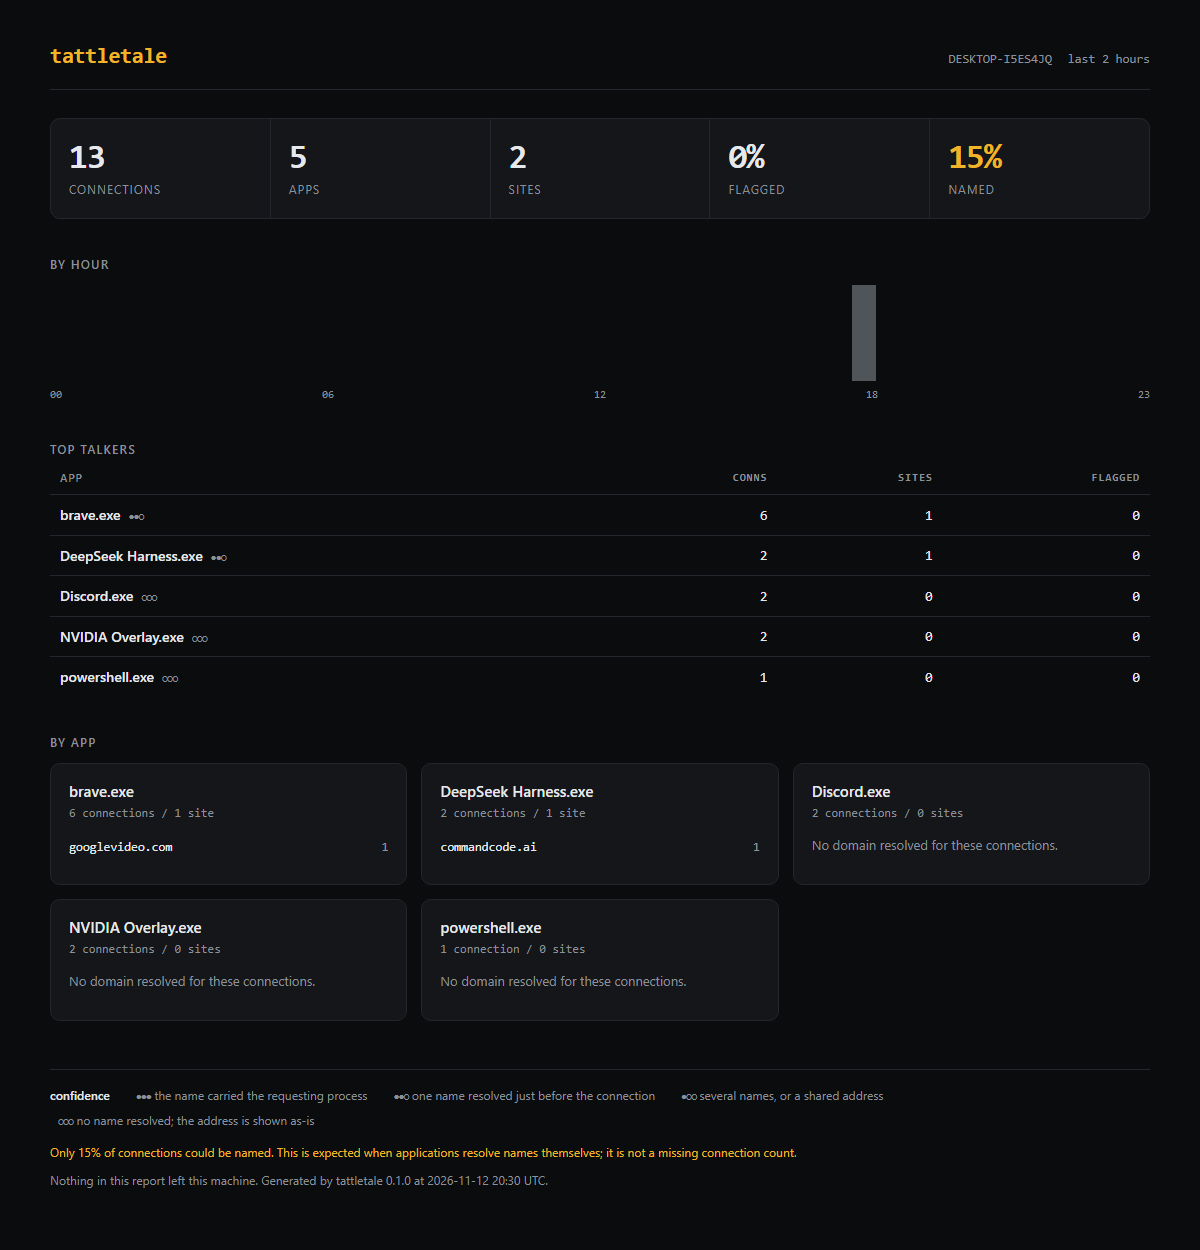 tattletale
DESKTOP-I5ES4JQ last 2 hours
13 5 2 0% 15%
CONNECTIONS APPS SITES FLAGGED NAMED
BY HOUR
00 06 12 18 23
TOP TALKERS
APP CONNS SITES FLAGGED
brave.exe ●●○ 6 1 0
DeepSeek Harness.exe ●●○ 2 1 0
Discord.exe ○○○ 2 0 0
NVIDIA Overlay.exe ○○○ 2 0 0
powershell.exe ○○○ 1 0 0
BY APP
brave.exe
6 connections / 1 site
googlevideo.com 1
DeepSeek Harness.exe
2 connections / 1 site
commandcode.ai 1
Discord.exe
2 connections / 0 sites
No domain resolved for these connections.
NVIDIA Overlay.exe
2 connections / 0 sites
No domain resolved for these connections.
powershell.exe
1 connection / 0 sites
No domain resolved for these connections.
confidence ●●● the name carried the requesting process ●●○ one name resolved just before the connection ●○○ several names, or a shared address
○○○ no name resolved; the address is shown as-is
Only 15% of connections could be named. This is expected when applications resolve names themselves; it is not a missing connection count.
Nothing in this report left this machine. Generated by tattletale 0.1.0 at 2026-11-12 20:30 UTC.